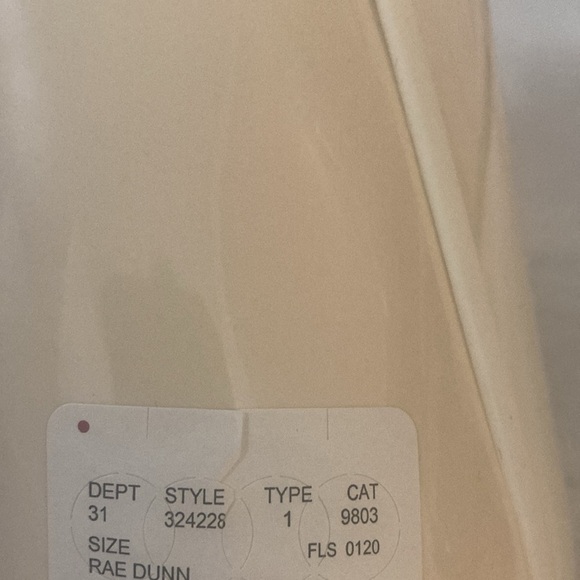 DEPT STYLE TYPE CAT
31 324228 1 9803
SIZE FLS 0120
RAE DUNN